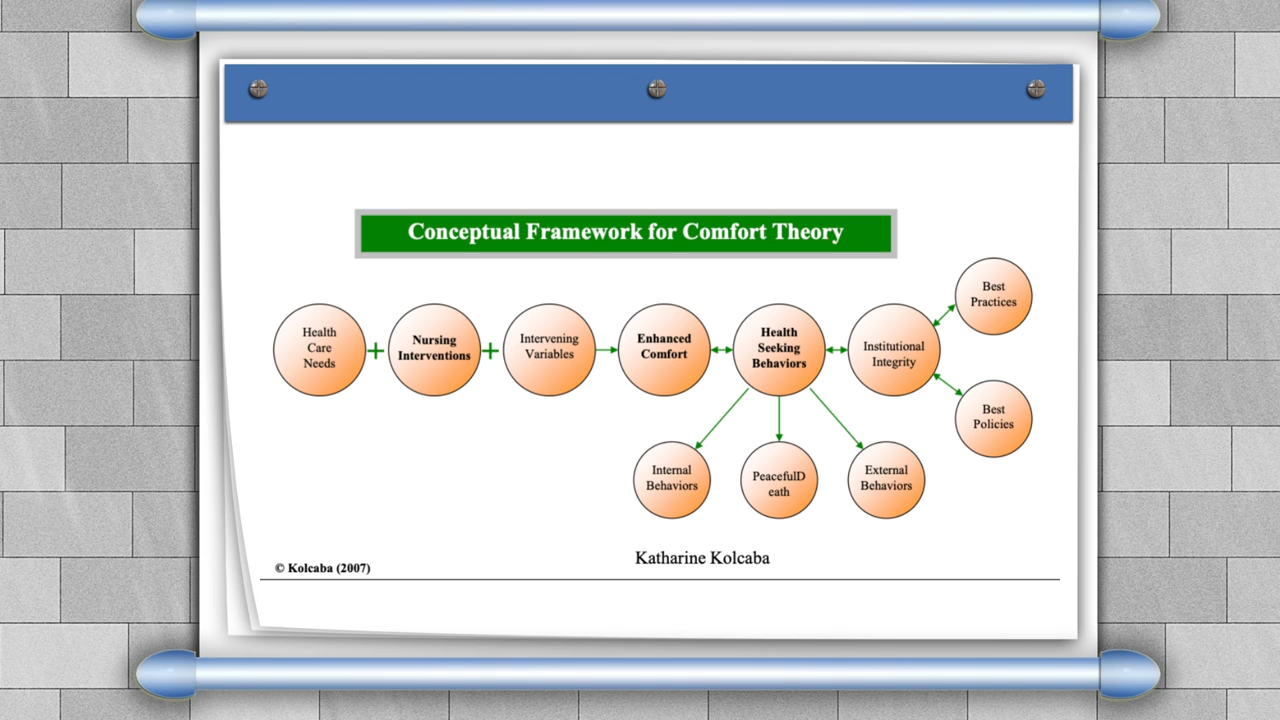 Conceptual Framework for Comfort Theory
Health
Care
Needs
+
Nursing
Interventions
+
Intervening
Variables
Enhanced
Comfort
Health
Seeking
Behaviors
Institutional
Integrity
Best
Practices
Best
Policies
Internal
Behaviors
PeacefulD
eath
External
Behaviors
Katharine Kolcaba
© Kolcaba (2007)